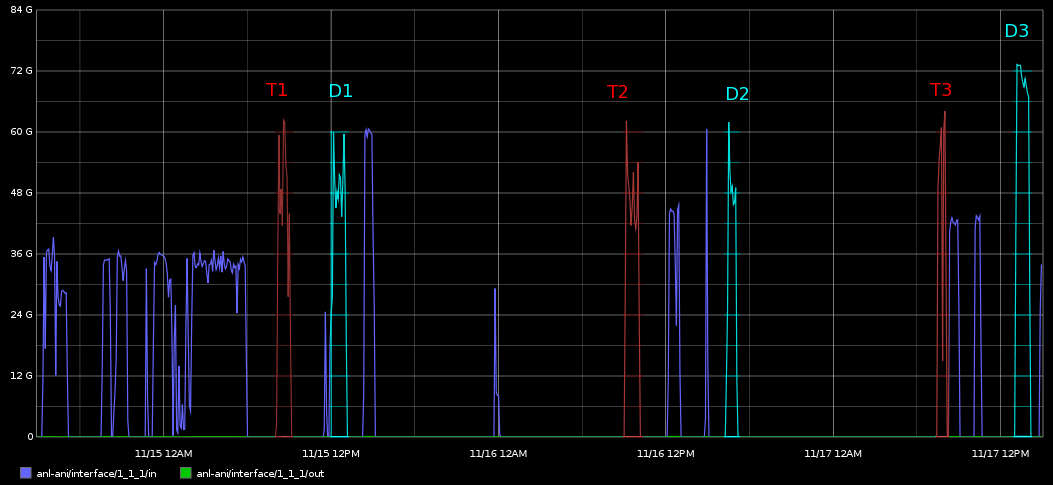 84 G
72 G
60 G
48 G
36 G
24 G
12 G
0
T1
D1
T2
D2
T3
D3
11/15 12AM
11/15 12PM
11/16 12AM
11/16 12PM
11/17 12AM
11/17 12PM
anl-ani/interface/1_1_1/in
anl-ani/interface/1_1_1/out